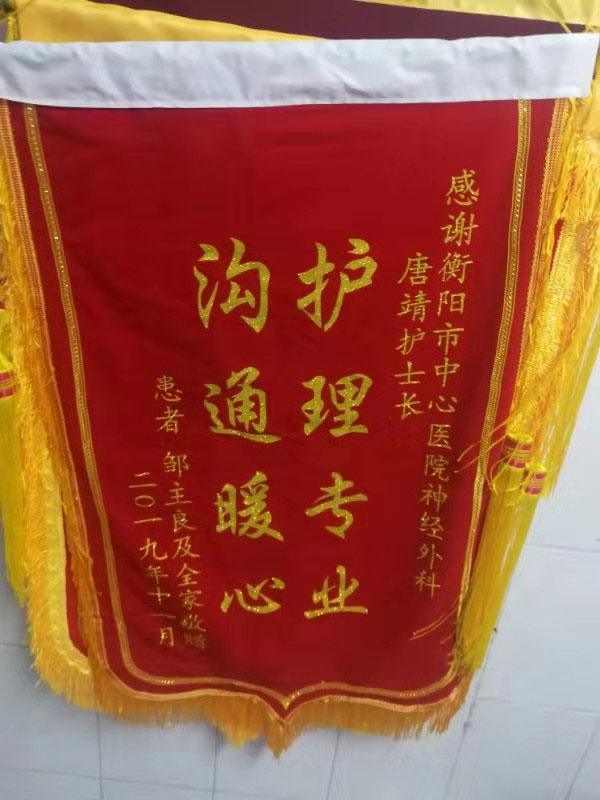 感谢衡阳市中心医院神经外科
唐靖护士长
护理专业
沟通暖心
患者 邹主良及全家敬赠
二〇一九年十一月